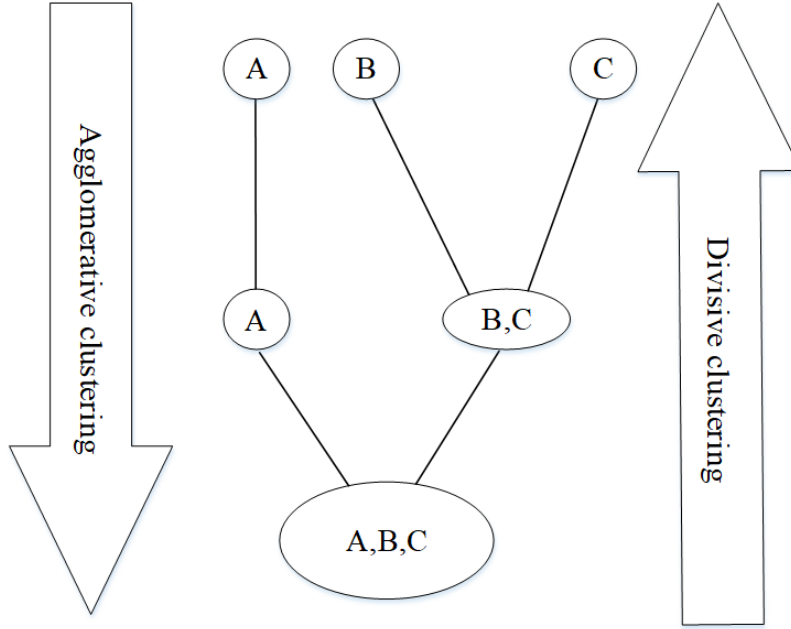 A
B
C
Agglomerative clustering
Divisive clustering
A
B,C
A,B,C